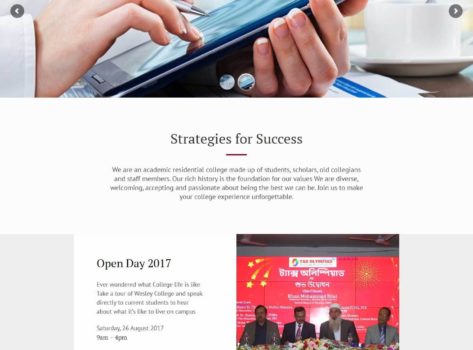 Strategies for Success
We are an academic residential college made up of students, scholars, old collegians
and staff members. Our rich history is the foundation for our values We are diverse,
welcoming, accepting and passionate about being the best we can be. Join us to make
your college experience unforgettable.
Open Day 2017
Ever wondered what College life is like
Take a tour of Wesley College and speak
directly to current students to hear
about what it's like to live on campus
Saturday, 26 August 2017
9am – 4pm
TAX OLYMPIAD
ট্যাক্স অলিম্পিয়াড
শুভ উদ্বোধন